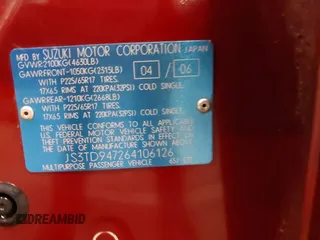 MFD BY SUZUKI MOTOR CORPORATION JAPAN
GVWR:2100KG(4630LB)
GAWR:FRONT-1050KG(2315LB) 04 / 06
WITH P225/65R17 TIRES,
17X6.5 RIMS AT 220KPA(32PSI) COLD SINGLE.
GAWR:REAR-1210KG(2668LB)
WITH P225/65R17 TIRES,
17X6.5 RIMS AT 220KPA(32PSI) COLD SINGLE.
THIS VEHICLE CONFORMS TO ALL APPLICABLE
U.S. FEDERAL MOTOR VEHICLE SAFETY AND
THEFT PREVENTION STANDARDS IN EFFECT
ON THE DATE OF MANUFACTURE SHOWN ABOVE.
JS3TD947264106126
MULTIPURPOSE PASSENGER VEHICLE
DREAMBID